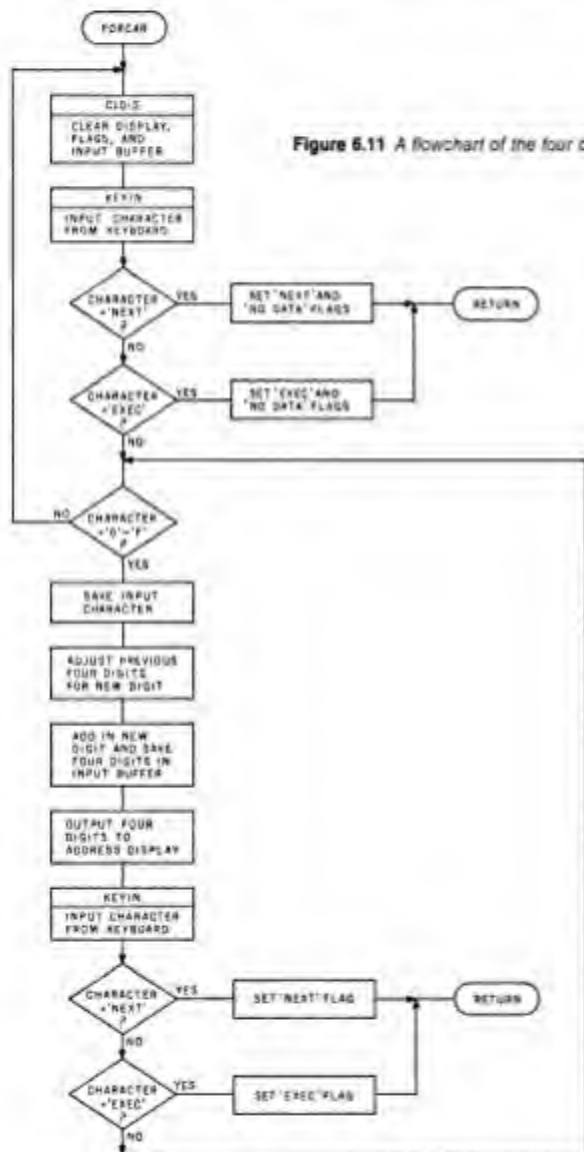 FORCAR
CLDIS
CLEAR DISPLAY,
FLAGS, AND
INPUT BUFFER
Figure 6.11 A flowchart of the four
KEYIN
INPUT CHARACTER
FROM KEYBOARD
CHARACTER
='NEXT'
?
YES
SET 'NEXT' AND
'NO DATA' FLAGS
RETURN
NO
CHARACTER
='EXEC'
?
YES
SET 'EXEC' AND
'NO DATA' FLAGS
NO
NO
CHARACTER
='0'-'F'
?
YES
SAVE INPUT
CHARACTER
ADJUST PREVIOUS
FOUR DIGITS
FOR NEW DIGIT
ADD IN NEW
DIGIT AND SAVE
FOUR DIGITS IN
INPUT BUFFER
OUTPUT FOUR
DIGITS TO
ADDRESS DISPLAY
KEYIN
INPUT CHARACTER
FROM KEYBOARD
CHARACTER
='NEXT'
?
YES
SET 'NEXT' FLAG
RETURN
NO
CHARACTER
='EXEC'
?
YES
SET 'EXEC' FLAG
NO